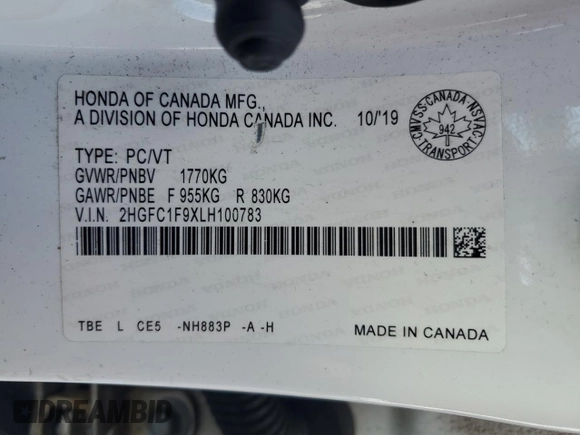 HONDA OF CANADA MFG.,
A DIVISION OF HONDA CANADA INC. 10/'19
CMVSS-CANADA-NSVAC
942
TRANSPORT
TYPE: PC/VT
GVWR/PNBV 1770KG
GAWR/PNBE F 955KG R 830KG
V.I.N. 2HGFC1F9XLH100783
TBE L CE5 -NH883P -A -H
MADE IN CANADA
DREAMBID